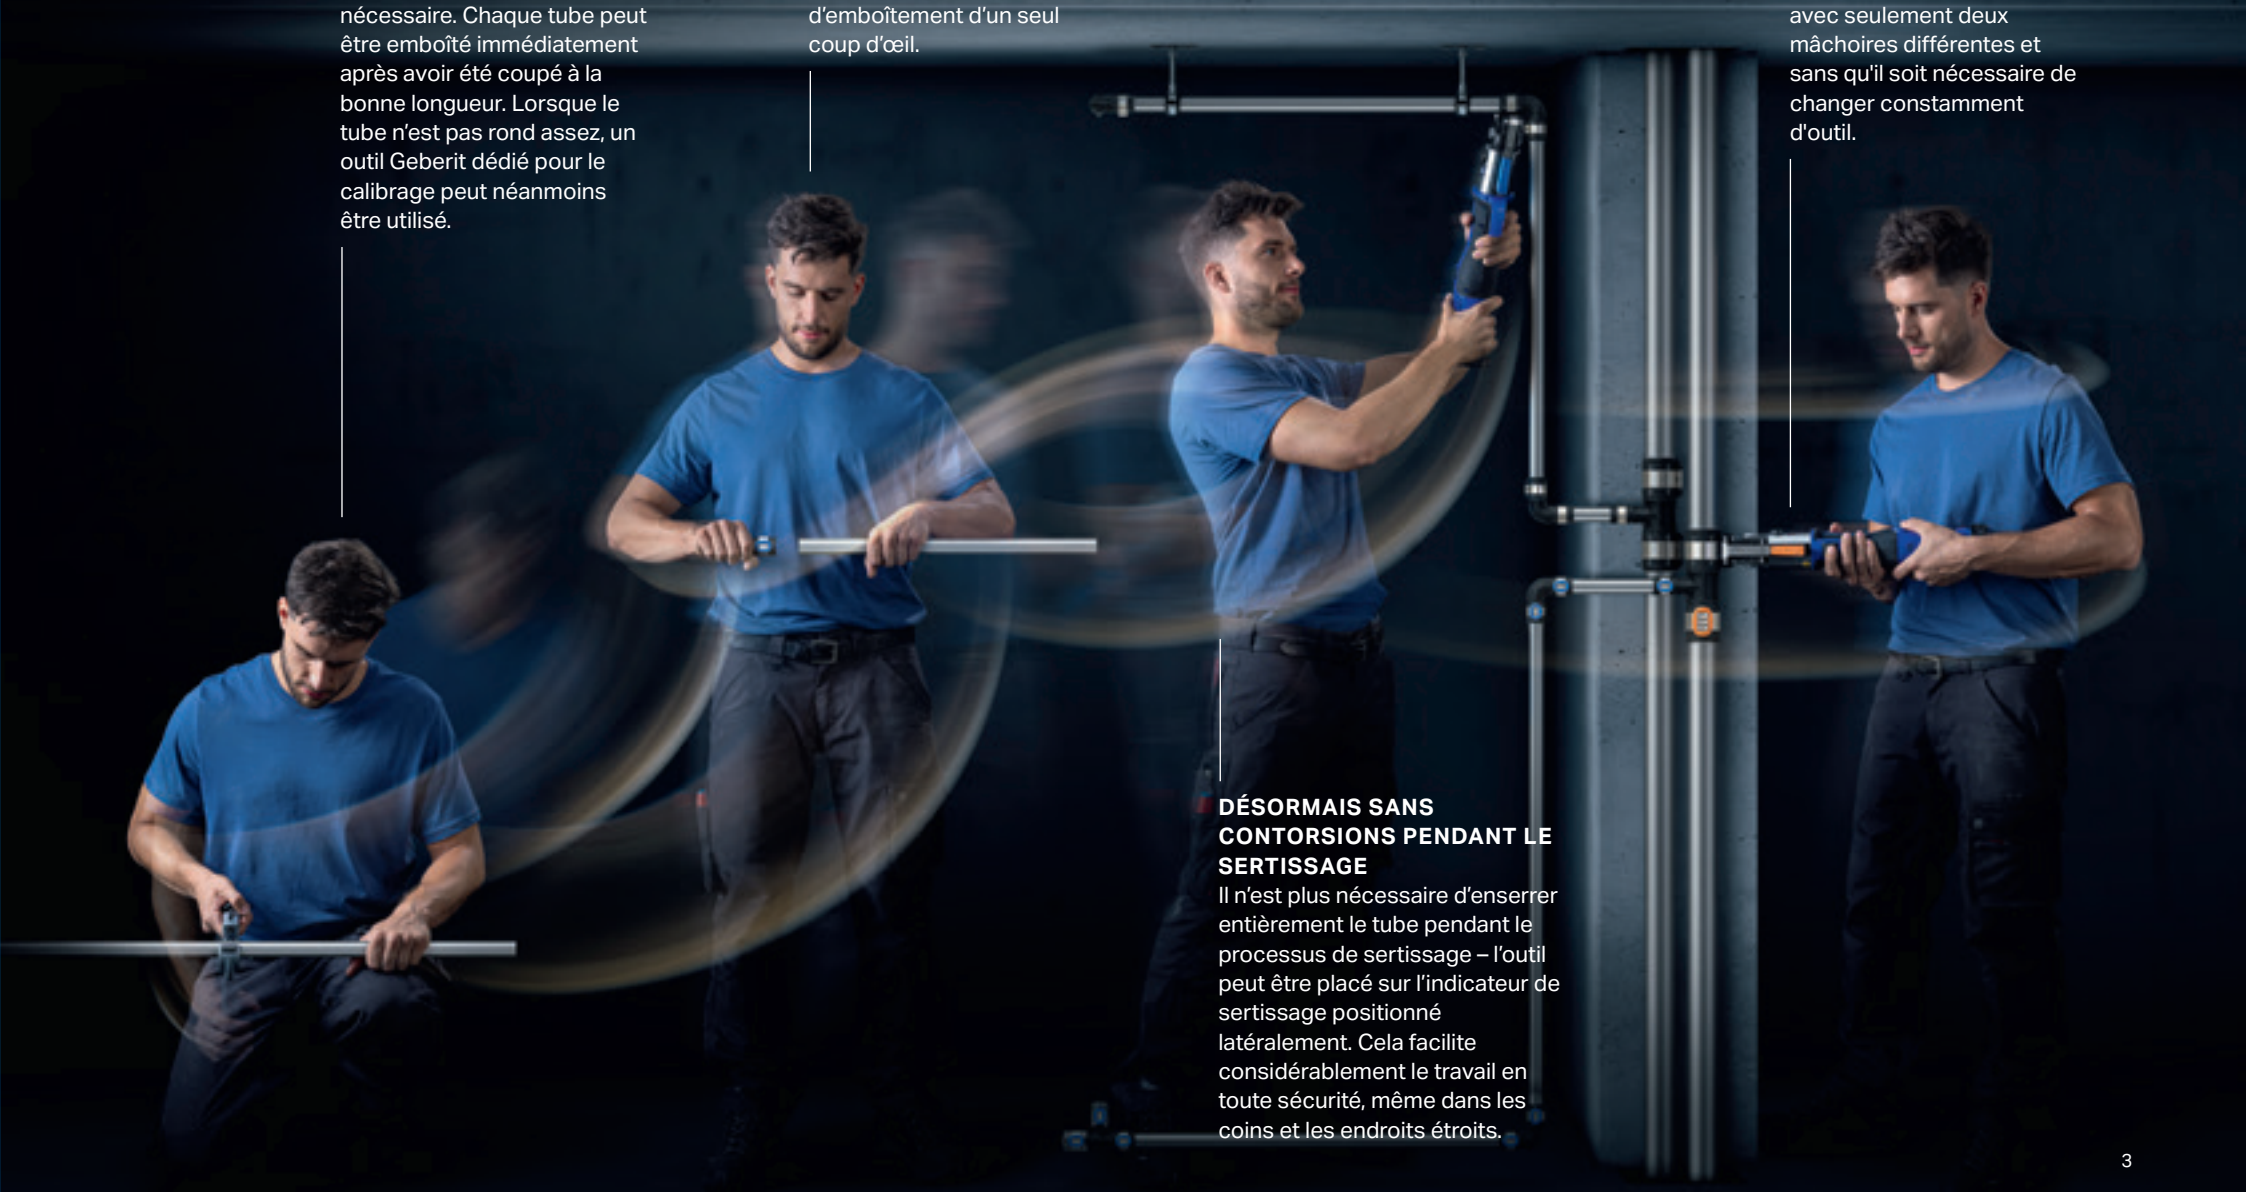 nécessaire. Chaque tube peut
être emboîté immédiatement
après avoir été coupé à la
bonne longueur. Lorsque le
tube n’est pas rond assez, un
outil Geberit dédié pour le
calibrage peut néanmoins
être utilisé.
d’emboîtement d’un seul
coup d’œil.
avec seulement deux
mâchoires différentes et
sans qu'il soit nécessaire de
changer constamment
d'outil.
DÉSORMAIS SANS
CONTORSIONS PENDANT LE
SERTISSAGE
Il n’est plus nécessaire d’enserrer
entièrement le tube pendant le
processus de sertissage – l’outil
peut être placé sur l’indicateur de
sertissage positionné
latéralement. Cela facilite
considérablement le travail en
toute sécurité, même dans les
coins et les endroits étroits.
3